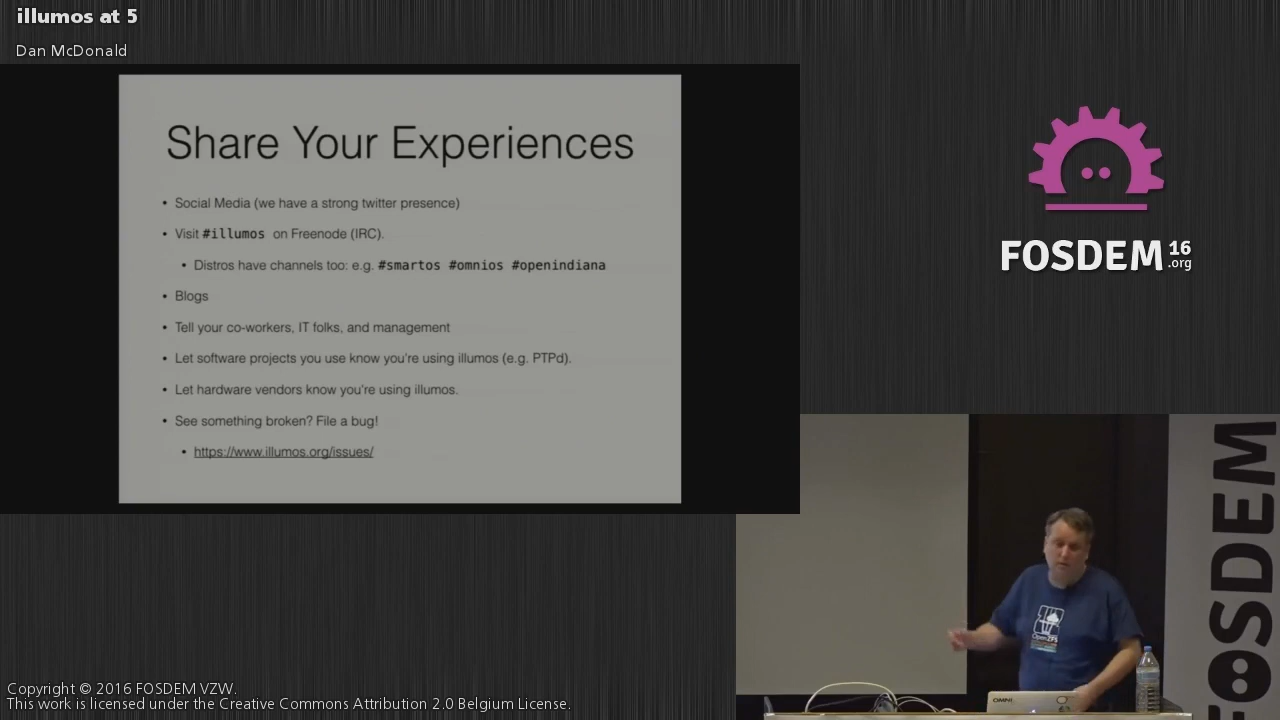 illumos at 5
Dan McDonald
Share Your Experiences
• Social Media (we have a strong twitter presence)
• Visit #illumos on Freenode (IRC).
• Distros have channels too: e.g. #smartos #omnios #openindiana
• Blogs
• Tell your co-workers, IT folks, and management
• Let software projects you use know you're using illumos (e.g. PTPd).
• Let hardware vendors know you're using illumos.
• See something broken? File a bug!
• https://www.illumos.org/issues/
FOSDEM 16
.org
FOSDEM
OpenZFS
OMNI
Copyright © 2016 FOSDEM VZW.
This work is licensed under the Creative Commons Attribution 2.0 Belgium License.